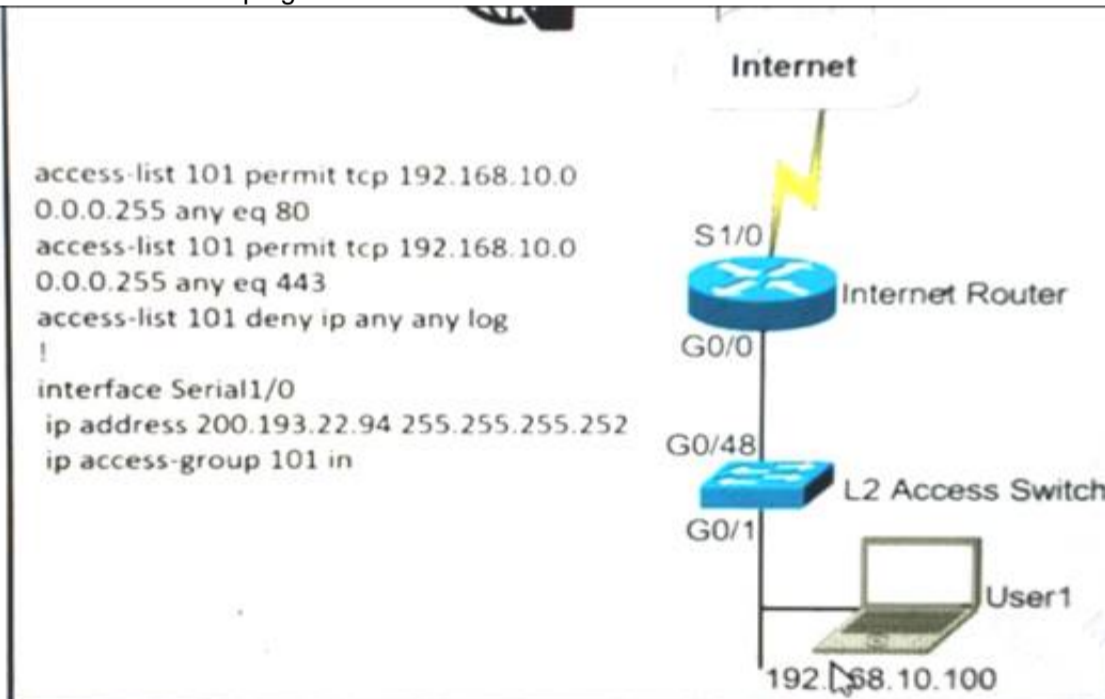 access-list 101 permit tcp 192.168.10.0
0.0.0.255 any eq 80
access-list 101 permit tcp 192.168.10.0
0.0.0.255 any eq 443
access-list 101 deny ip any any log
!
interface Serial1/0
ip address 200.193.22.94 255.255.255.252
ip access-group 101 in
Internet
S1/0
Internet Router
G0/0
G0/48
L2 Access Switch
G0/1
User1
192. 68.10.100